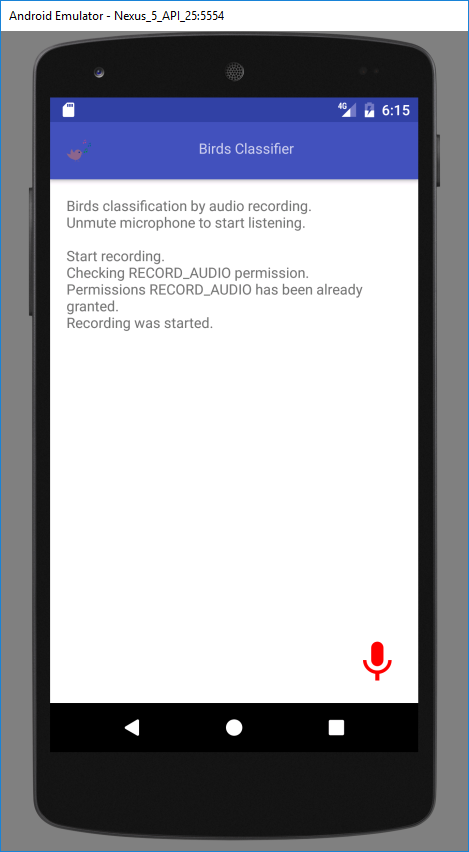 Android Emulator - Nexus_5_API_25:5554
4G 6:15
Birds Classifier
Birds classification by audio recording.
Unmute microphone to start listening.
Start recording.
Checking RECORD_AUDIO permission.
Permissions RECORD_AUDIO has been already
granted.
Recording was started.